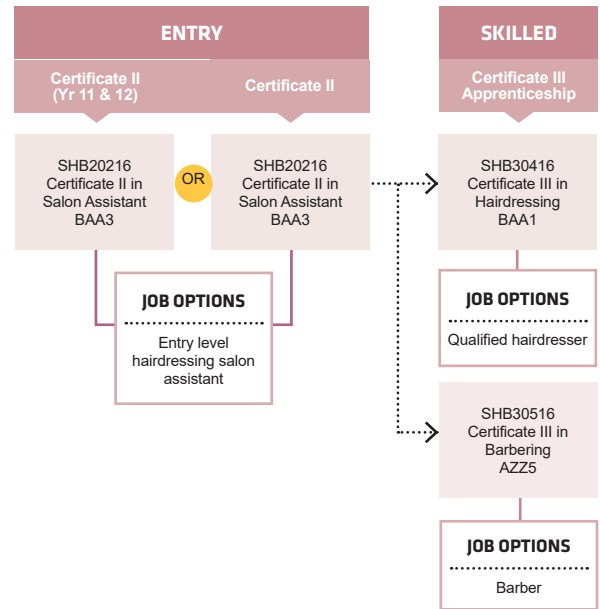 ENTRY
SKILLED
Certificate II
(Yr 11 & 12)
Certificate II
Certificate III
Apprenticeship
SHB20216
Certificate II in
Salon Assistant
BAA3
OR
SHB20216
Certificate II in
Salon Assistant
BAA3
SHB30416
Certificate III in
Hairdressing
BAA1
JOB OPTIONS
Entry level
hairdressing salon
assistant
JOB OPTIONS
Qualified hairdresser
SHB30516
Certificate III in
Barbering
AZZ5
JOB OPTIONS
Barber